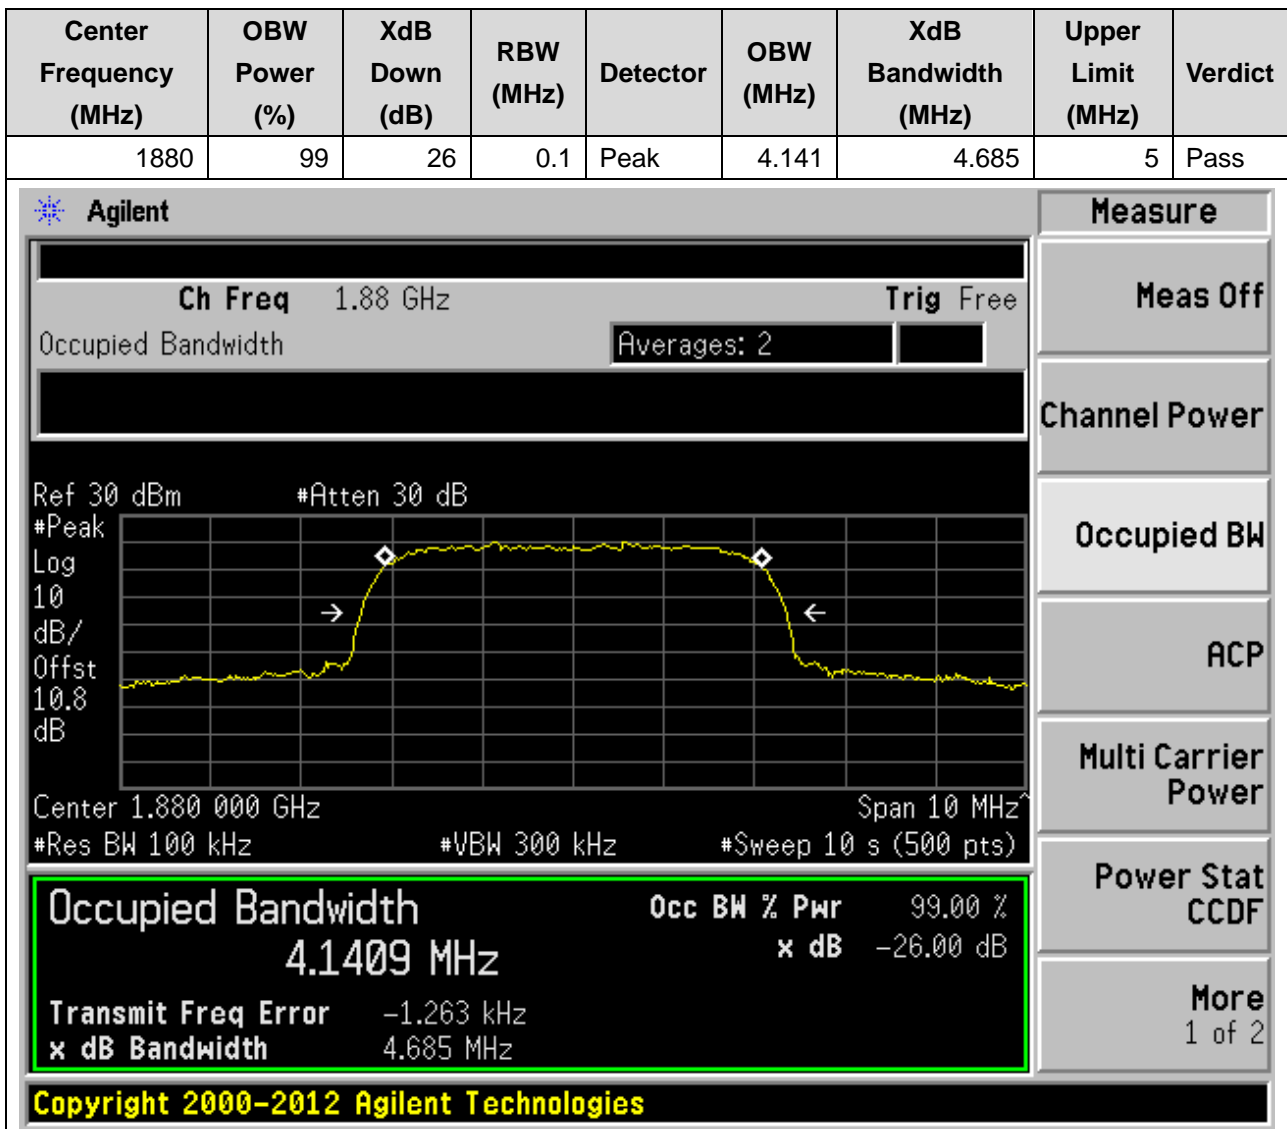 Center Frequency (MHz) OBW Power (%) XdB Down (dB) RBW (MHz) Detector OBW (MHz) XdB Bandwidth (MHz) Upper Limit (MHz) Verdict
1880 99 26 0.1 Peak 4.141 4.685 5 Pass
Agilent
Measure
Ch Freq 1.88 GHz Trig Free
Occupied Bandwidth Averages: 2
Ref 30 dBm #Atten 30 dB
#Peak
Log
10
dB/
Offst
10.8
dB
Center 1.880 000 GHz Span 10 MHz^
#Res BW 100 kHz #VBW 300 kHz #Sweep 10 s (500 pts)
Occupied Bandwidth Occ BW % Pwr 99.00 %
4.1409 MHz x dB -26.00 dB
Transmit Freq Error -1.263 kHz
x dB Bandwidth 4.685 MHz
Meas Off
Channel Power
Occupied BW
ACP
Multi Carrier
Power
Power Stat
CCDF
More
1 of 2
Copyright 2000-2012 Agilent Technologies